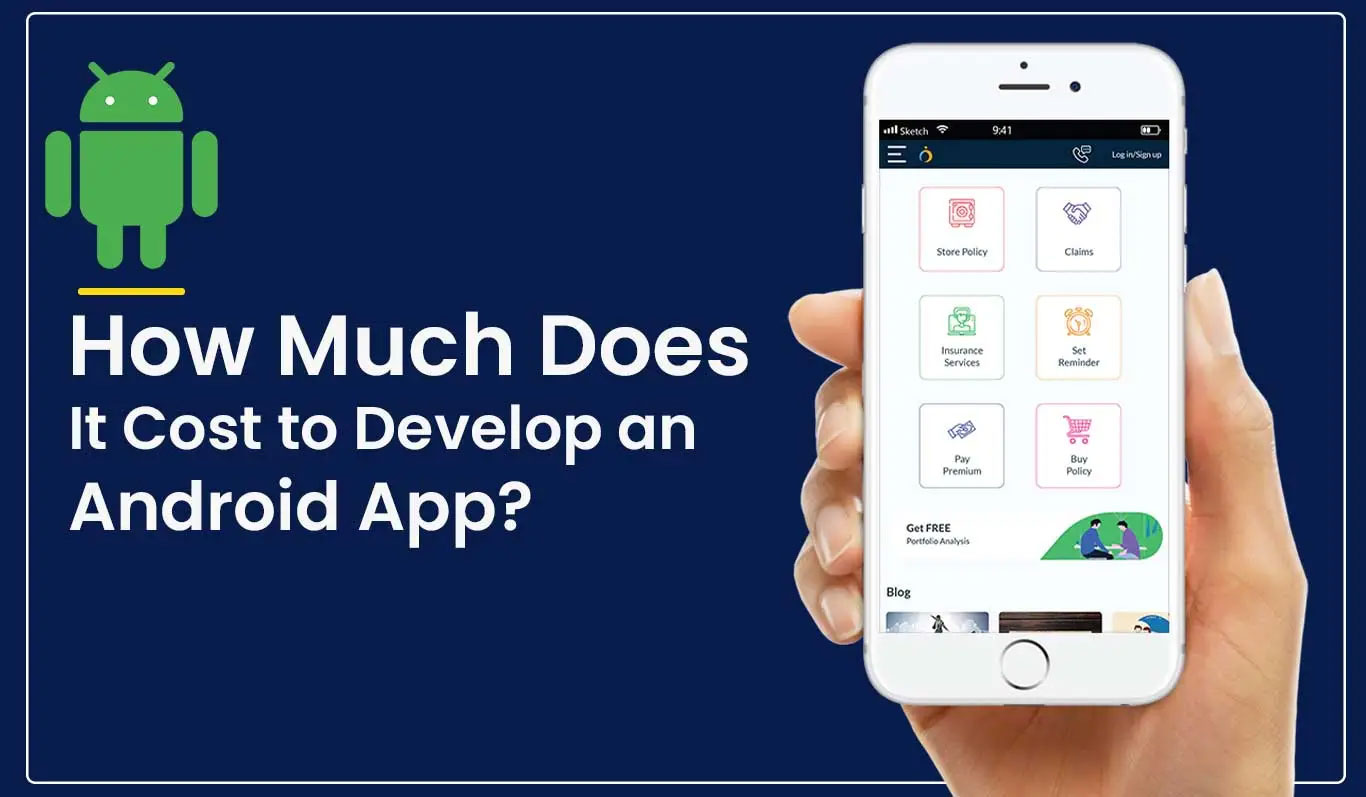 How Much Does
It Cost to Develop an
Android App?
Sketch 9:41
Log in/Sign up
Store Policy
Claims
Insurance
Services
Set
Reminder
Pay
Premium
Buy
Policy
Get FREE
Portfolio Analysis
Blog